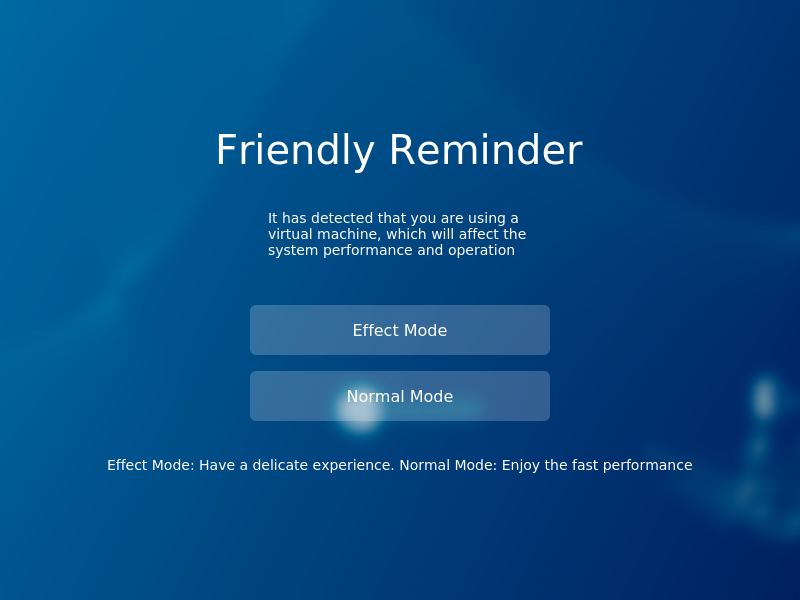 Friendly Reminder
It has detected that you are using a
virtual machine, which will affect the
system performance and operation
Effect Mode
Normal Mode
Effect Mode: Have a delicate experience. Normal Mode: Enjoy the fast performance